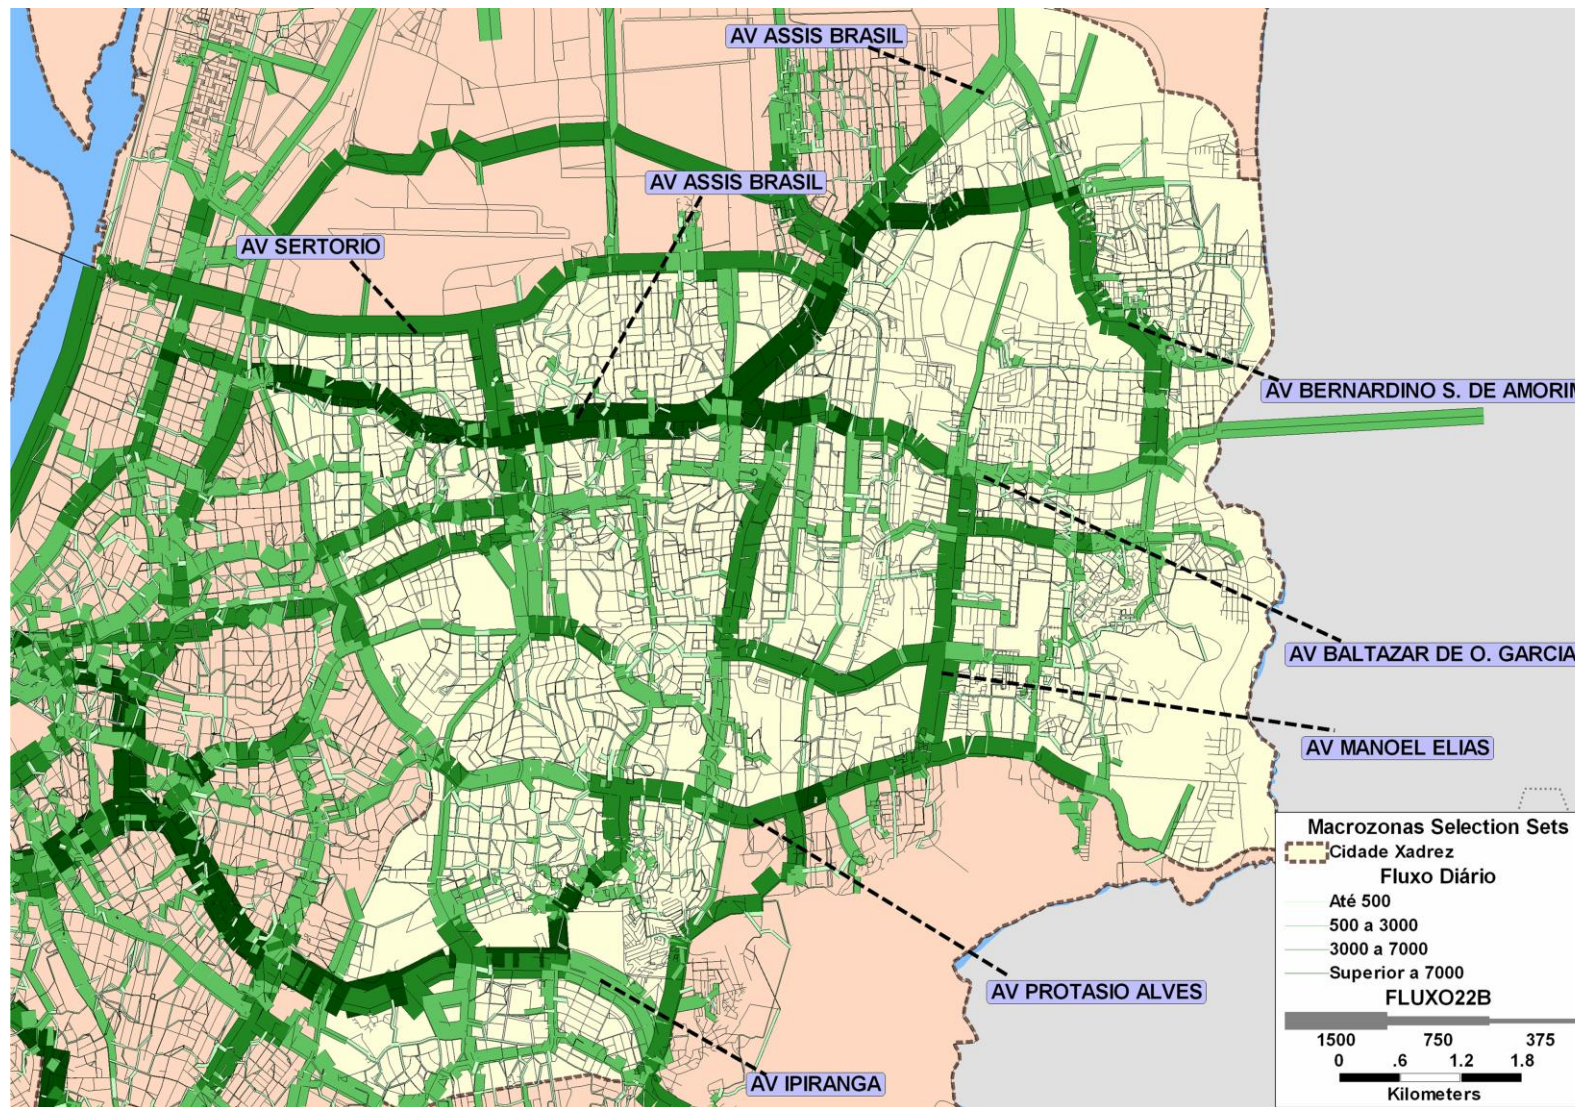 AV ASSIS BRASIL
AV ASSIS BRASIL
AV SERTORIO
AV BERNARDINO S. DE AMORIM
AV BALTAZAR DE O. GARCIA
AV MANOEL ELIAS
AV PROTASIO ALVES
AV IPIRANGA
Macrozonas Selection Sets
Cidade Xadrez
Fluxo Diário
Até 500
500 a 3000
3000 a 7000
Superior a 7000
FLUXO22B
1500 750 375
0 .6 1.2 1.8
Kilometers